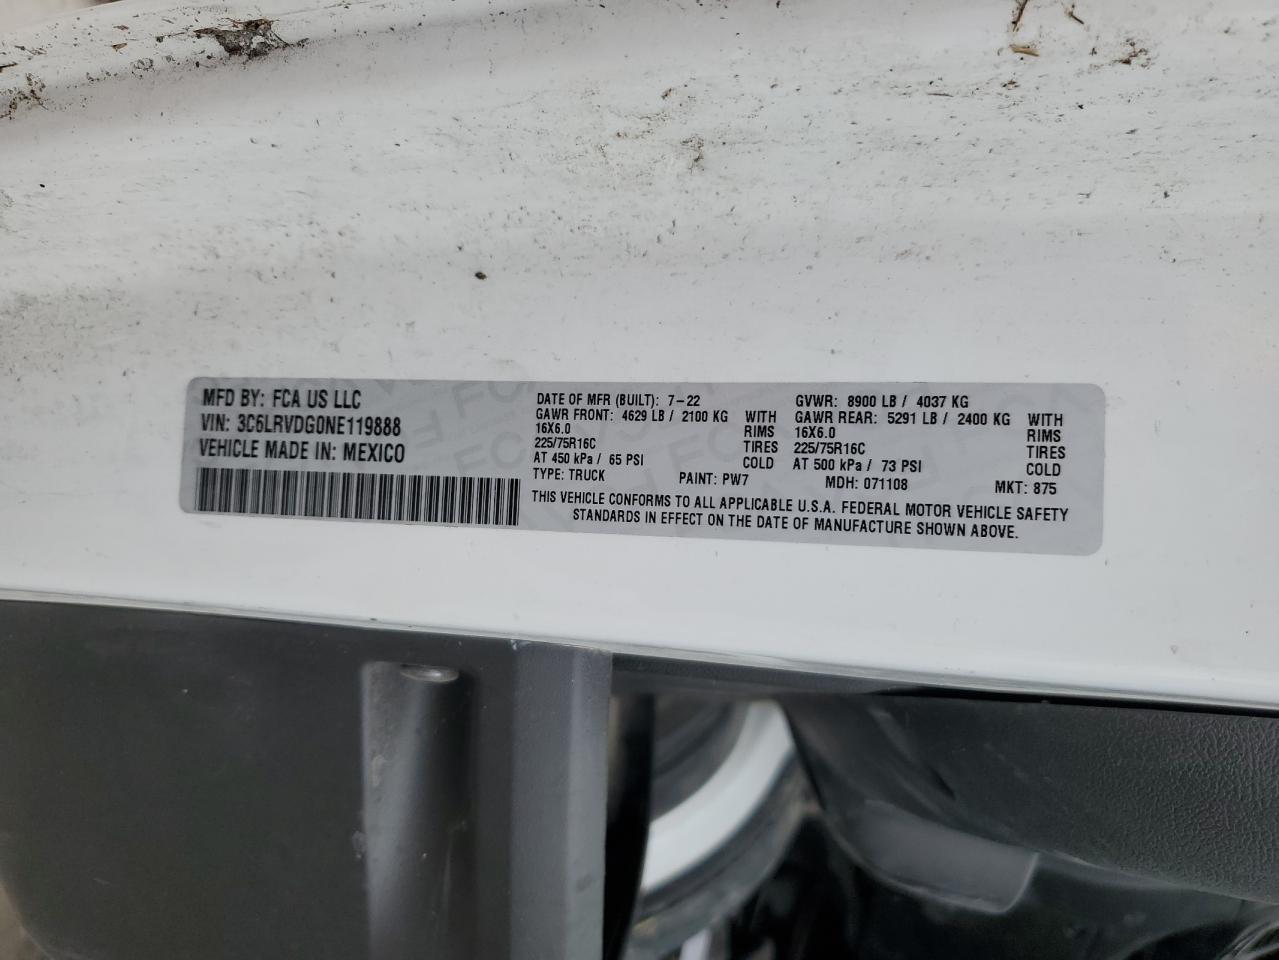 MFD BY: FCA US LLC
VIN: 3C6LRVDG0NE119888
VEHICLE MADE IN: MEXICO
DATE OF MFR (BUILT): 7-22 GVWR: 8900 LB / 4037 KG
GAWR FRONT: 4629 LB / 2100 KG WITH GAWR REAR: 5291 LB / 2400 KG WITH
16X6.0 RIMS 16X6.0 RIMS
225/75R16C TIRES 225/75R16C TIRES
AT 450 kPa / 65 PSI COLD AT 500 kPa / 73 PSI COLD
TYPE: TRUCK PAINT: PW7 MDH: 071108 MKT: 875
THIS VEHICLE CONFORMS TO ALL APPLICABLE U.S.A. FEDERAL MOTOR VEHICLE SAFETY
STANDARDS IN EFFECT ON THE DATE OF MANUFACTURE SHOWN ABOVE.